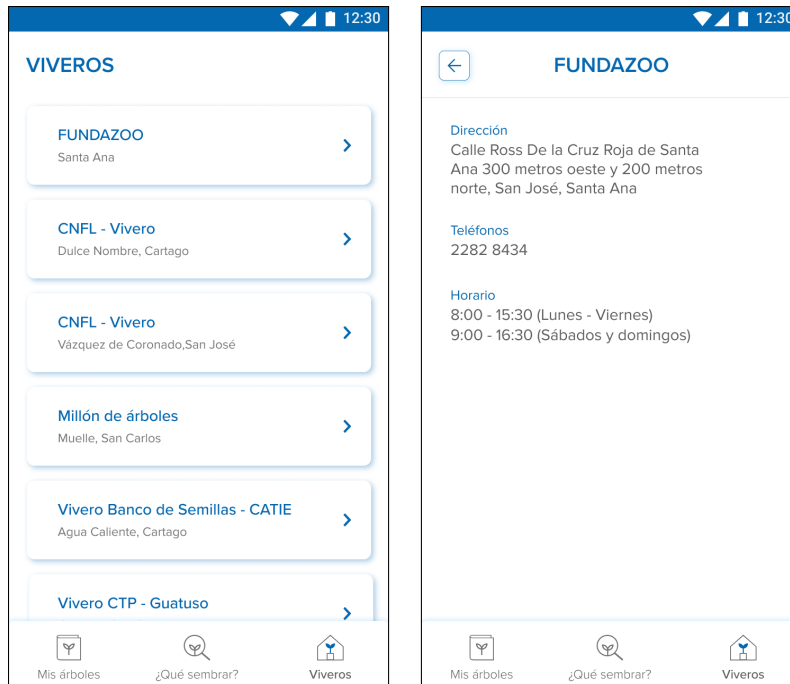 12:30
VIVEROS
FUNDAZOO
Santa Ana
CNFL - Vivero
Dulce Nombre, Cartago
CNFL - Vivero
Vázquez de Coronado,San José
Millón de árboles
Muelle, San Carlos
Vivero Banco de Semillas - CATIE
Agua Caliente, Cartago
Vivero CTP - Guatuso
Mis árboles
¿Qué sembrar?
Viveros
12:30
FUNDAZOO
Dirección
Calle Ross De la Cruz Roja de Santa
Ana 300 metros oeste y 200 metros
norte, San José, Santa Ana
Teléfonos
2282 8434
Horario
8:00 - 15:30 (Lunes - Viernes)
9:00 - 16:30 (Sábados y domingos)
Mis árboles
¿Qué sembrar?
Viveros